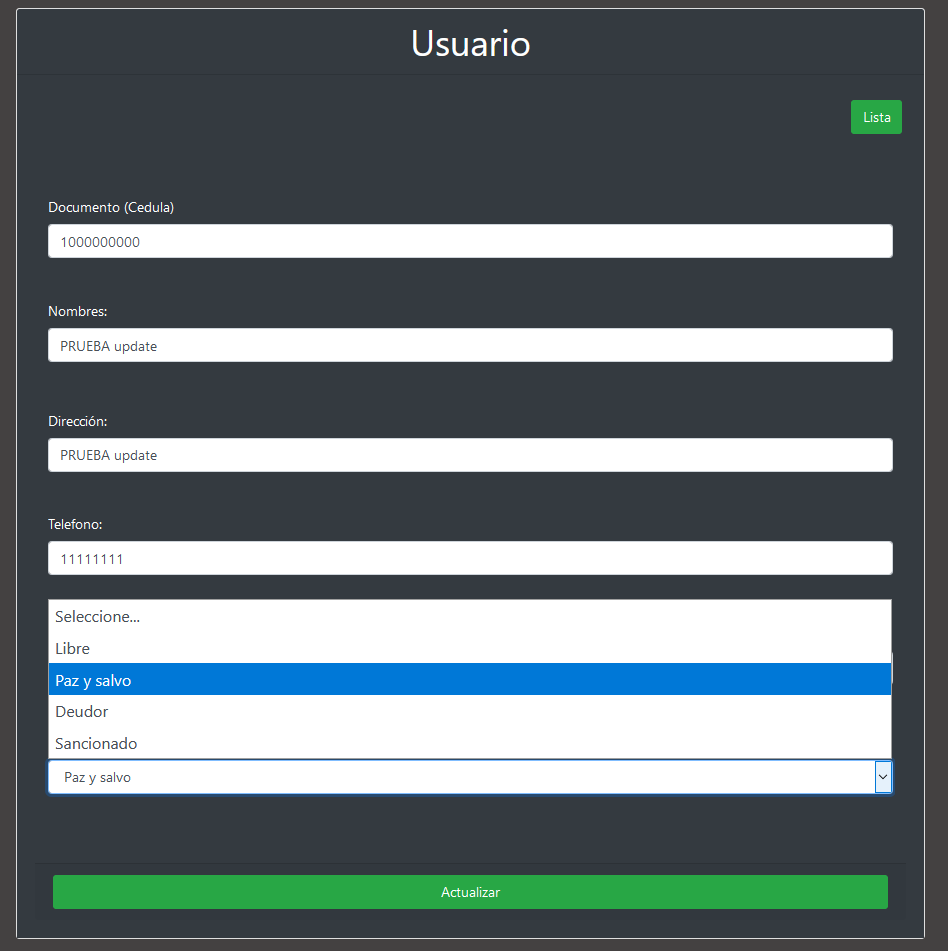 Usuario
Lista
Documento (Cedula)
1000000000
Nombres:
PRUEBA update
Dirección:
PRUEBA update
Telefono:
11111111
Seleccione...
Libre
Paz y salvo
Deudor
Sancionado
Paz y salvo
Actualizar